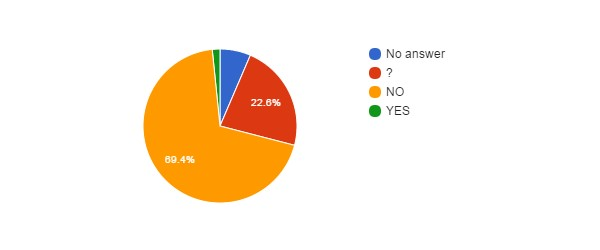 No answer
?
NO
YES
22.6%
69.4%